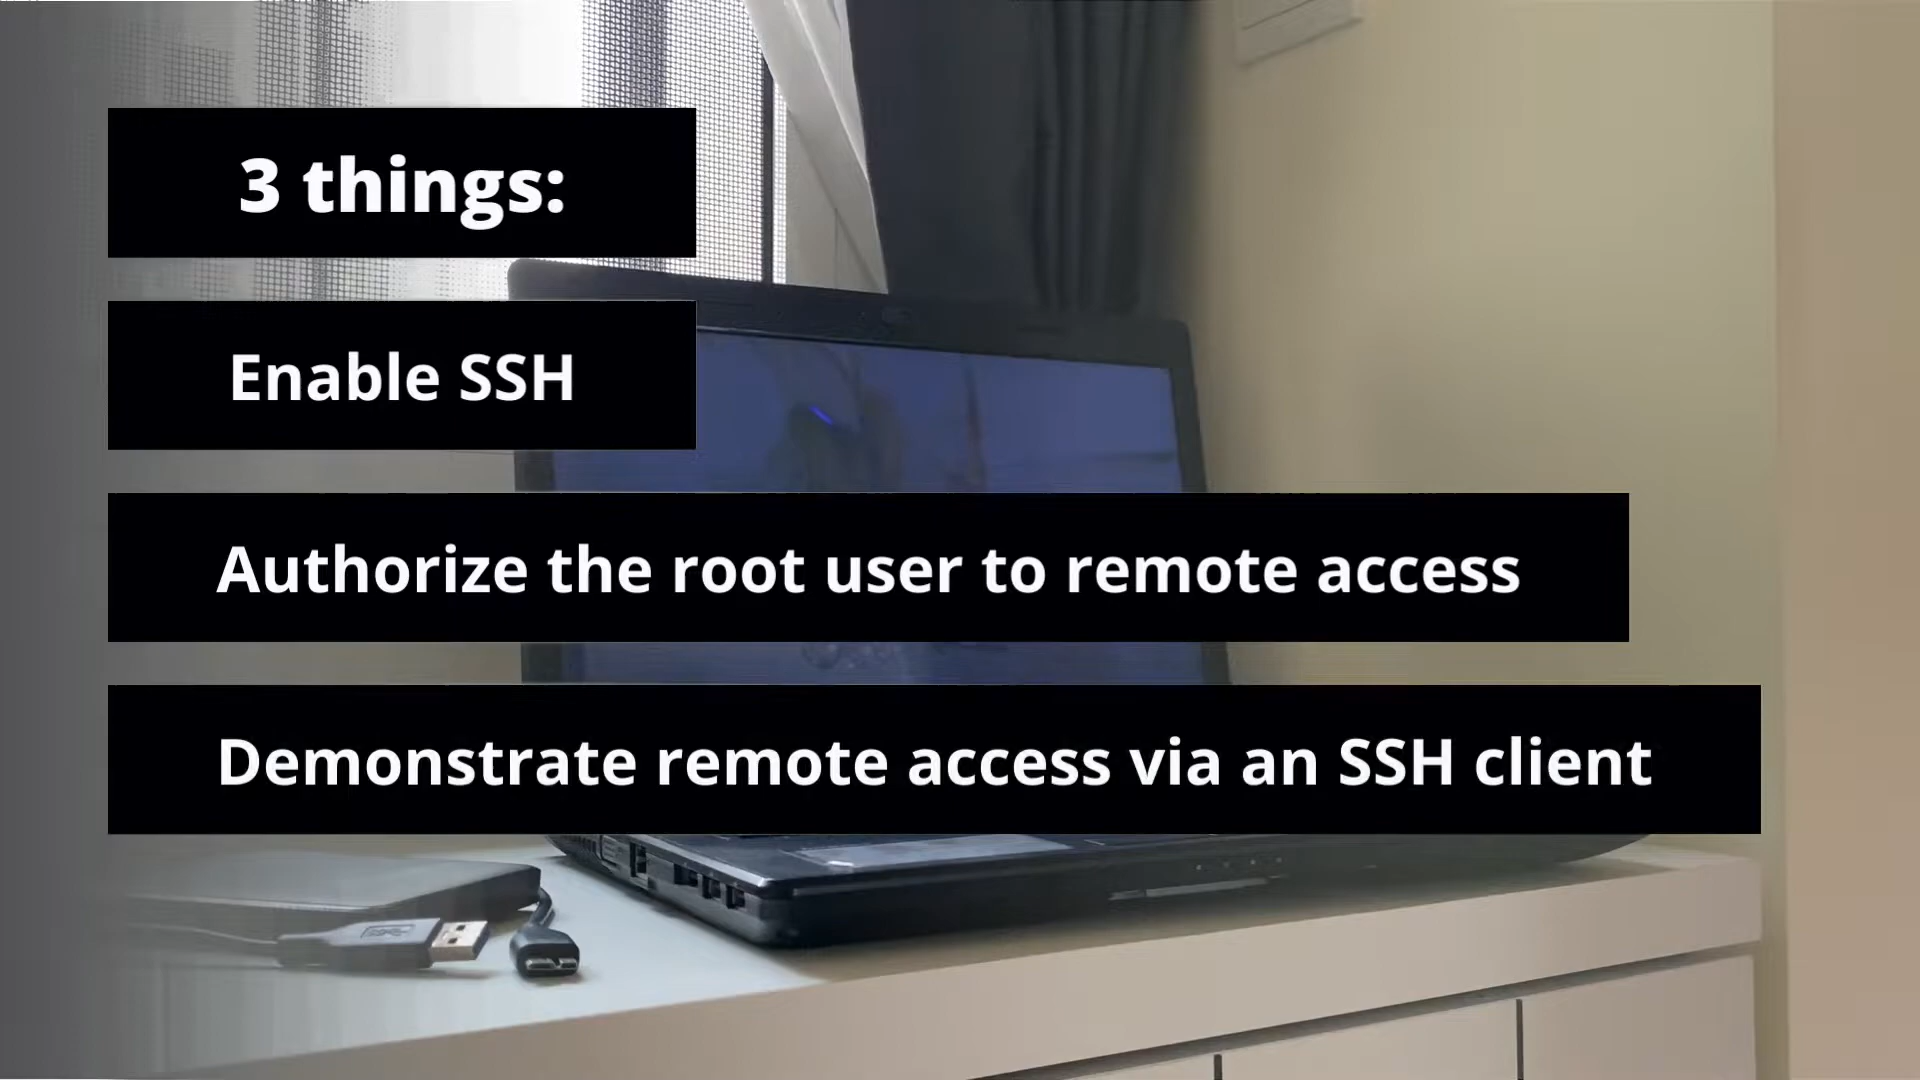 3 things:
Enable SSH
Authorize the root user to remote access
Demonstrate remote access via an SSH client